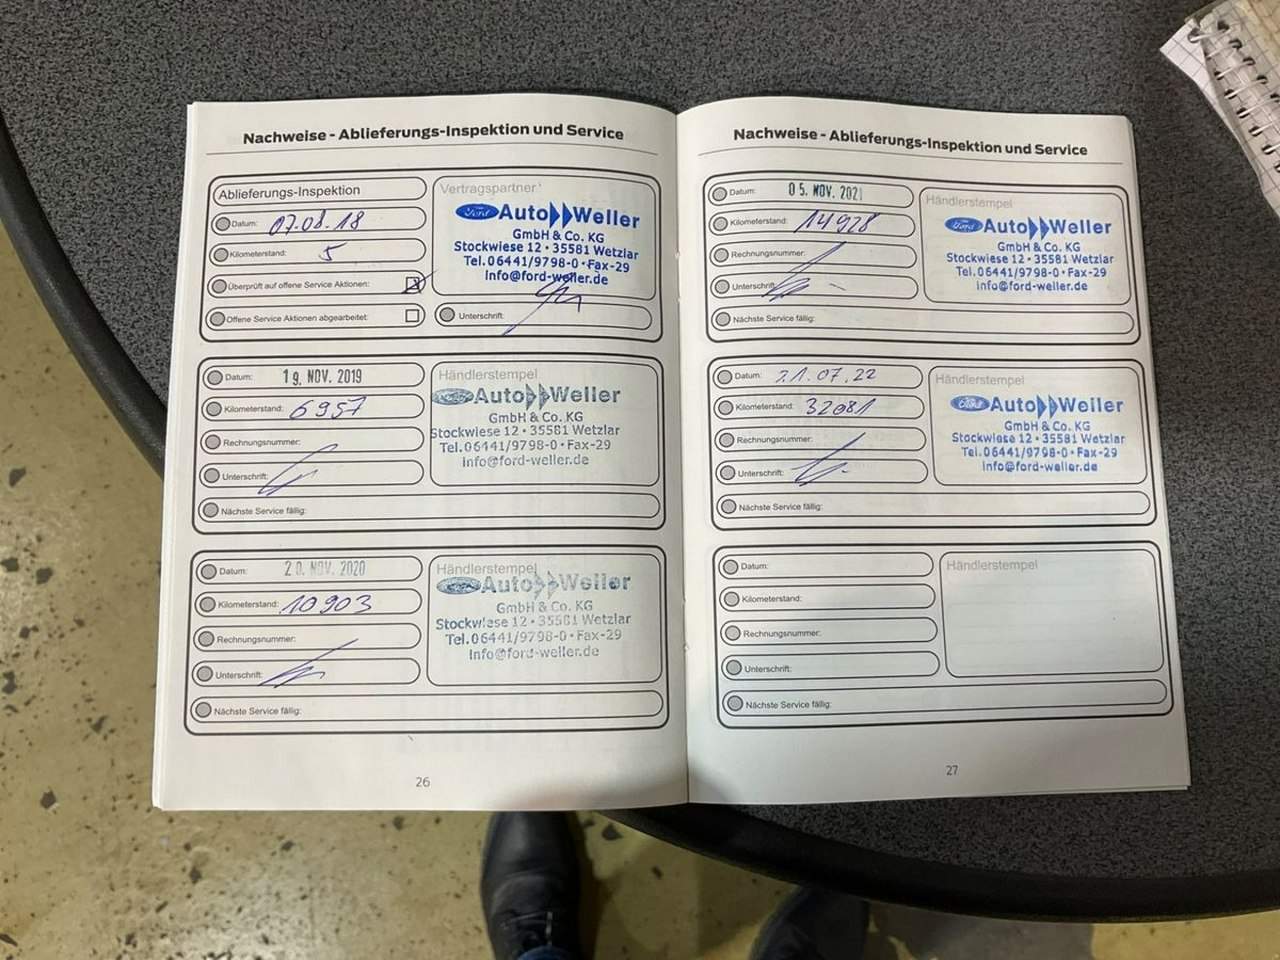 Nachweise - Ablieferungs-Inspektion und Service
Ablieferungs-Inspektion
Datum: 07.08.18
Kilometerstand: 5
Überprüft auf offene Service Aktionen:
Offene Service Aktionen abgearbeitet:
Vertragspartner
Ford Auto Weller
GmbH & Co. KG
Stockwiese 12 • 35581 Wetzlar
Tel. 06441/9798-0 • Fax-29
info@ford-weller.de
Unterschrift:
Datum: 19. NOV. 2019
Kilometerstand: 6957
Rechnungsnummer:
Unterschrift:
Nächste Service fällig:
Händlerstempel
Ford Auto Weller
GmbH & Co. KG
Stockwiese 12 • 35581 Wetzlar
Tel. 06441/9798-0 • Fax-29
info@ford-weller.de
Datum: 20. NOV. 2020
Kilometerstand: 10903
Rechnungsnummer:
Unterschrift:
Nächste Service fällig:
Händlerstempel
Ford Auto Weller
GmbH & Co. KG
Stockwiese 12 • 35581 Wetzlar
Tel. 06441/9798-0 • Fax-29
info@ford-weller.de
26
Nachweise - Ablieferungs-Inspektion und Service
Datum: 05. NOV. 2021
Kilometerstand: 14928
Rechnungsnummer:
Unterschrift:
Nächste Service fällig:
Händlerstempel
Ford Auto Weller
GmbH & Co. KG
Stockwiese 12 • 35581 Wetzlar
Tel. 06441/9798-0 • Fax-29
info@ford-weller.de
Datum: 21.07.22
Kilometerstand: 32081
Rechnungsnummer:
Unterschrift:
Nächste Service fällig:
Händlerstempel
Ford Auto Weller
GmbH & Co. KG
Stockwiese 12 • 35581 Wetzlar
Tel. 06441/9798-0 • Fax-29
info@ford-weller.de
Datum:
Kilometerstand:
Rechnungsnummer:
Unterschrift:
Nächste Service fällig:
Händlerstempel
27